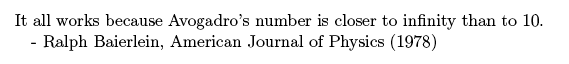 It all works because Avogadro's number is closer to infinity than to 10.
- Ralph Baierlein, American Journal of Physics (1978)